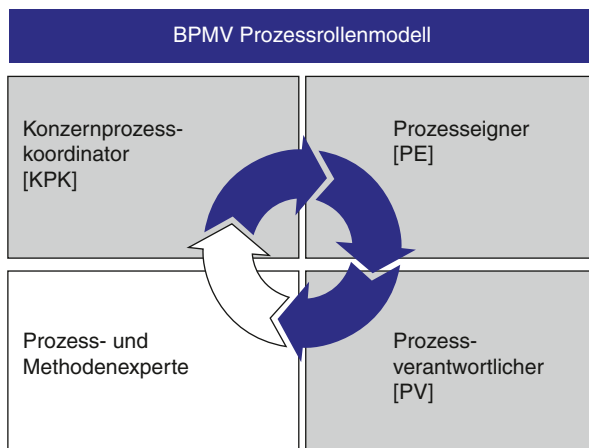 BPMV Prozessrollenmodell
Konzernprozess-
koordinator
[KPK]
Prozesseigner
[PE]
Prozess- und
Methodenexperte
Prozess-
verantwortlicher
[PV]